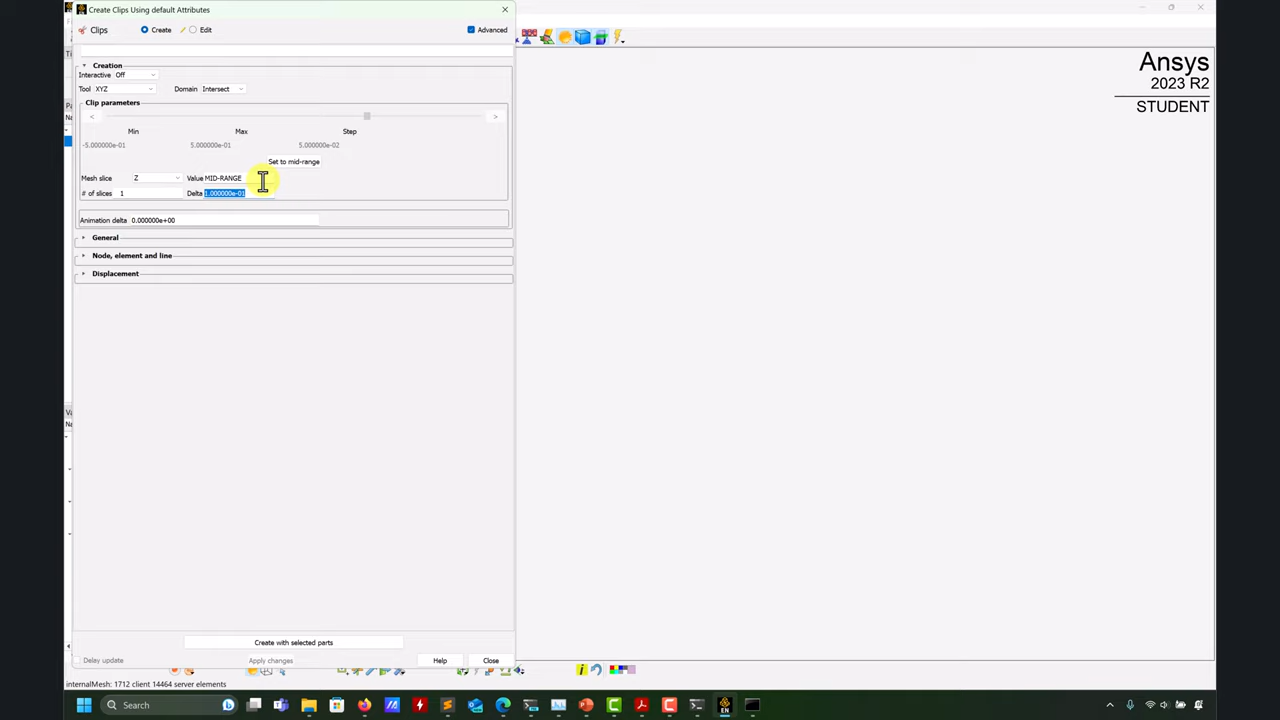 Create Clips Using default Attributes
Clips Create Edit Advanced
Creation
Interactive Off
Tool XYZ Domain Intersect
Clip parameters
< >
Min Max Step
-5.000000e-01 5.000000e-01 5.000000e-02
Set to mid-range
Mesh slice Z Value MID-RANGE
# of slices 1 Delta 1.000000e-01
Animation delta 0.000000e+00
General
Node, element and line
Displacement
Create with selected parts
Delay update Apply changes Help Close
Ansys
2023 R2
STUDENT
internalMesh: 1712 client 14464 server elements
Search
EN